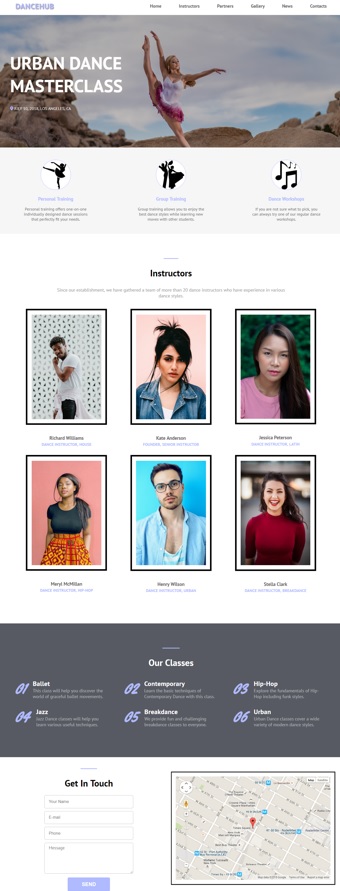 DANCEHUB
Home Instructors Partners Gallery News Contacts
URBAN DANCE
MASTERCLASS
Personal Training Group Training Dance Workshops
Personal training offers one-on-one
individually designed dance sessions
that perfectly fit your needs.
Group training allows you to enjoy the
best dance styles while learning new
moves with other students.
If you are not sure what to pick, you
can always try one of our regular dance
workshops.
Instructors
Since our establishment, we have gathered a team of more than 20 dance instructors who have experience in various
dance styles.
Richard Williams Kate Anderson Jessica Peterson
FOUNDER, SENIOR INSTRUCTOR DANCE INSTRUCTOR, LATIN
Meryl McMillan Henry Wilson Stella Clark
DANCE INSTRUCTOR, HIP-HOP DANCE INSTRUCTOR, URBAN DANCE INSTRUCTOR, BREAKDANCE
Our Classes
01 Ballet
This class will help you discover the
world of graceful ballet movements.
02 Contemporary
Learn the basic techniques of
Contemporary Dance with this class.
03 Hip-Hop
Explore the fundamentals of Hip-
Hop including funk styles.
04 Jazz
Jazz Dance classes will help you
learn various useful techniques.
05 Breakdance
We provide fun and challenging
breakdance classes to everyone.
06 Urban
Urban Dance classes cover a wide
variety of modern dance styles.
Get In Touch
Your Name
E-mail
Phone
Message
SEND
Map